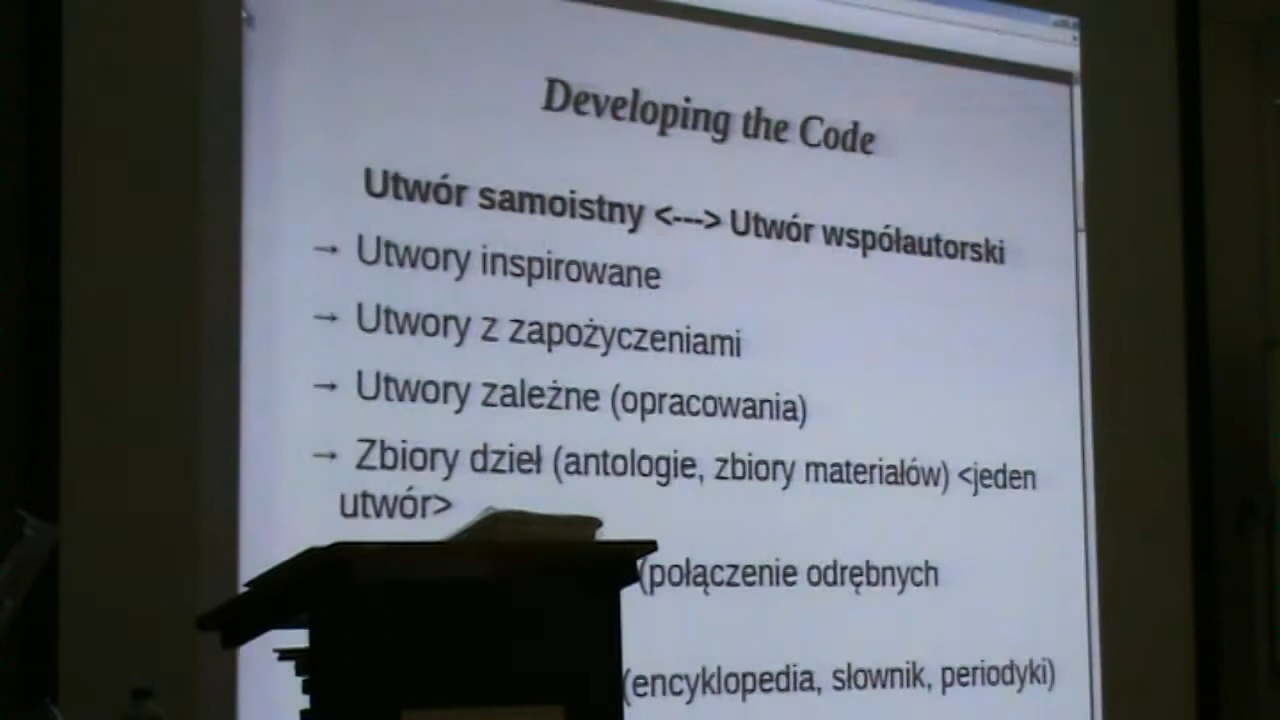 Developing the Code
Utwór samoistny <---> Utwór współautorski
→ Utwory inspirowane
→ Utwory z zapożyczeniami
→ Utwory zależne (opracowania)
→ Zbiory dzieł (antologie, zbiory materiałów) <jeden
utwór>
(połączenie odrębnych
(encyklopedia, słownik, periodyki)